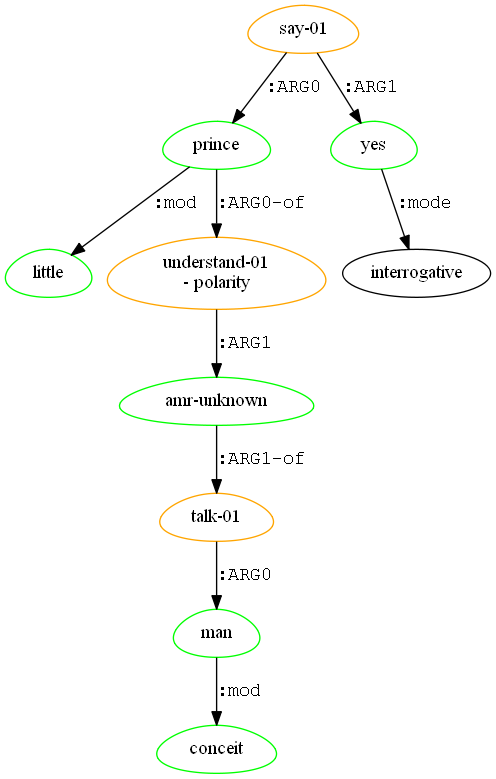 say-01
:ARG0
:ARG1
prince
yes
:mod
:ARG0-of
:mode
little
understand-01
- polarity
interrogative
:ARG1
amr-unknown
:ARG1-of
talk-01
:ARG0
man
:mod
conceit